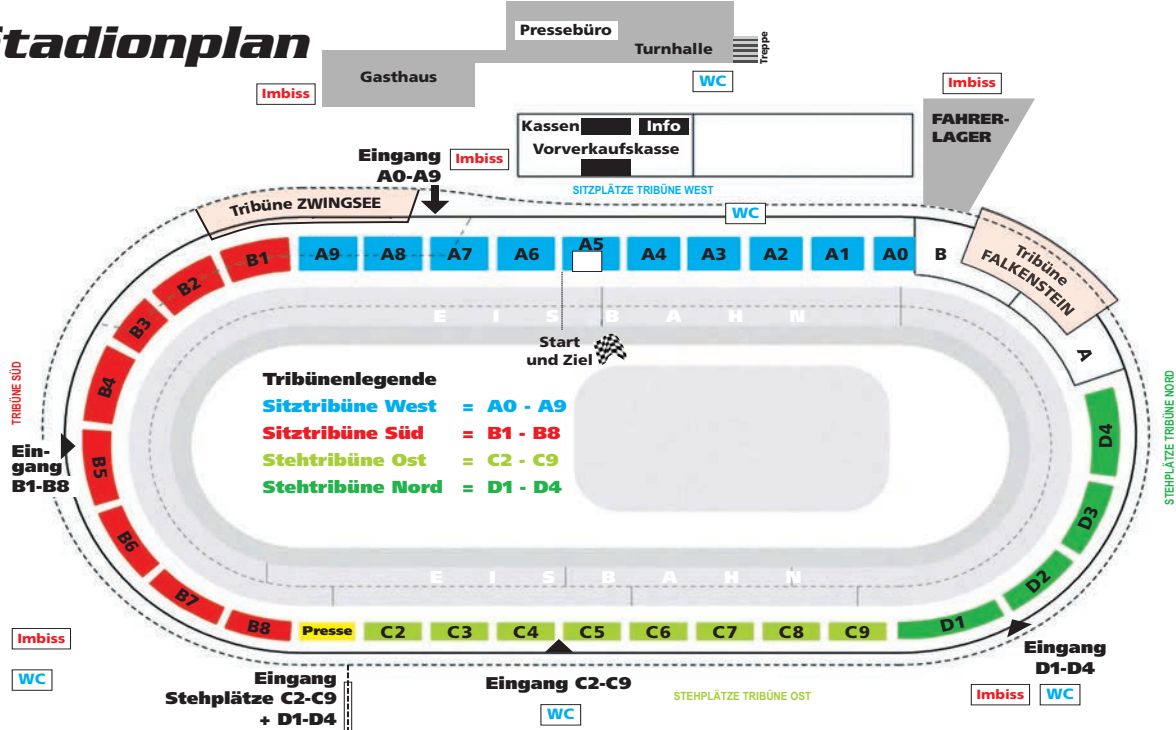 Stadionplan
Pressebüro
Turnhalle
Treppe
Gasthaus
Imbiss
WC
Imbiss
FAHRER-
LAGER
Kassen
Info
Vorverkaufskasse
Eingang
A0-A9
Imbiss
SITZPLÄTZE TRIBÜNE WEST
WC
Tribüne ZWINGSEE
Tribüne
FALKENSTEIN
B1
A9
A8
A7
A6
A5
A4
A3
A2
A1
A0
B
A
B2
B3
B4
B5
B6
B7
B8
EISBAHN
Start
und Ziel
TRIBÜNE SÜD
Ein-
gang
B1-B8
Tribünenlegende
Sitztribüne West = A0 - A9
Sitztribüne Süd = B1 - B8
Stehtribüne Ost = C2 - C9
Stehtribüne Nord = D1 - D4
STEHPLÄTZE TRIBÜNE NORD
D4
D3
D2
D1
EISBAHN
Presse
C2
C3
C4
C5
C6
C7
C8
C9
Imbiss
WC
Eingang
Stehplätze C2-C9
+ D1-D4
Eingang C2-C9
WC
STEHPLÄTZE TRIBÜNE OST
Eingang
D1-D4
Imbiss
WC